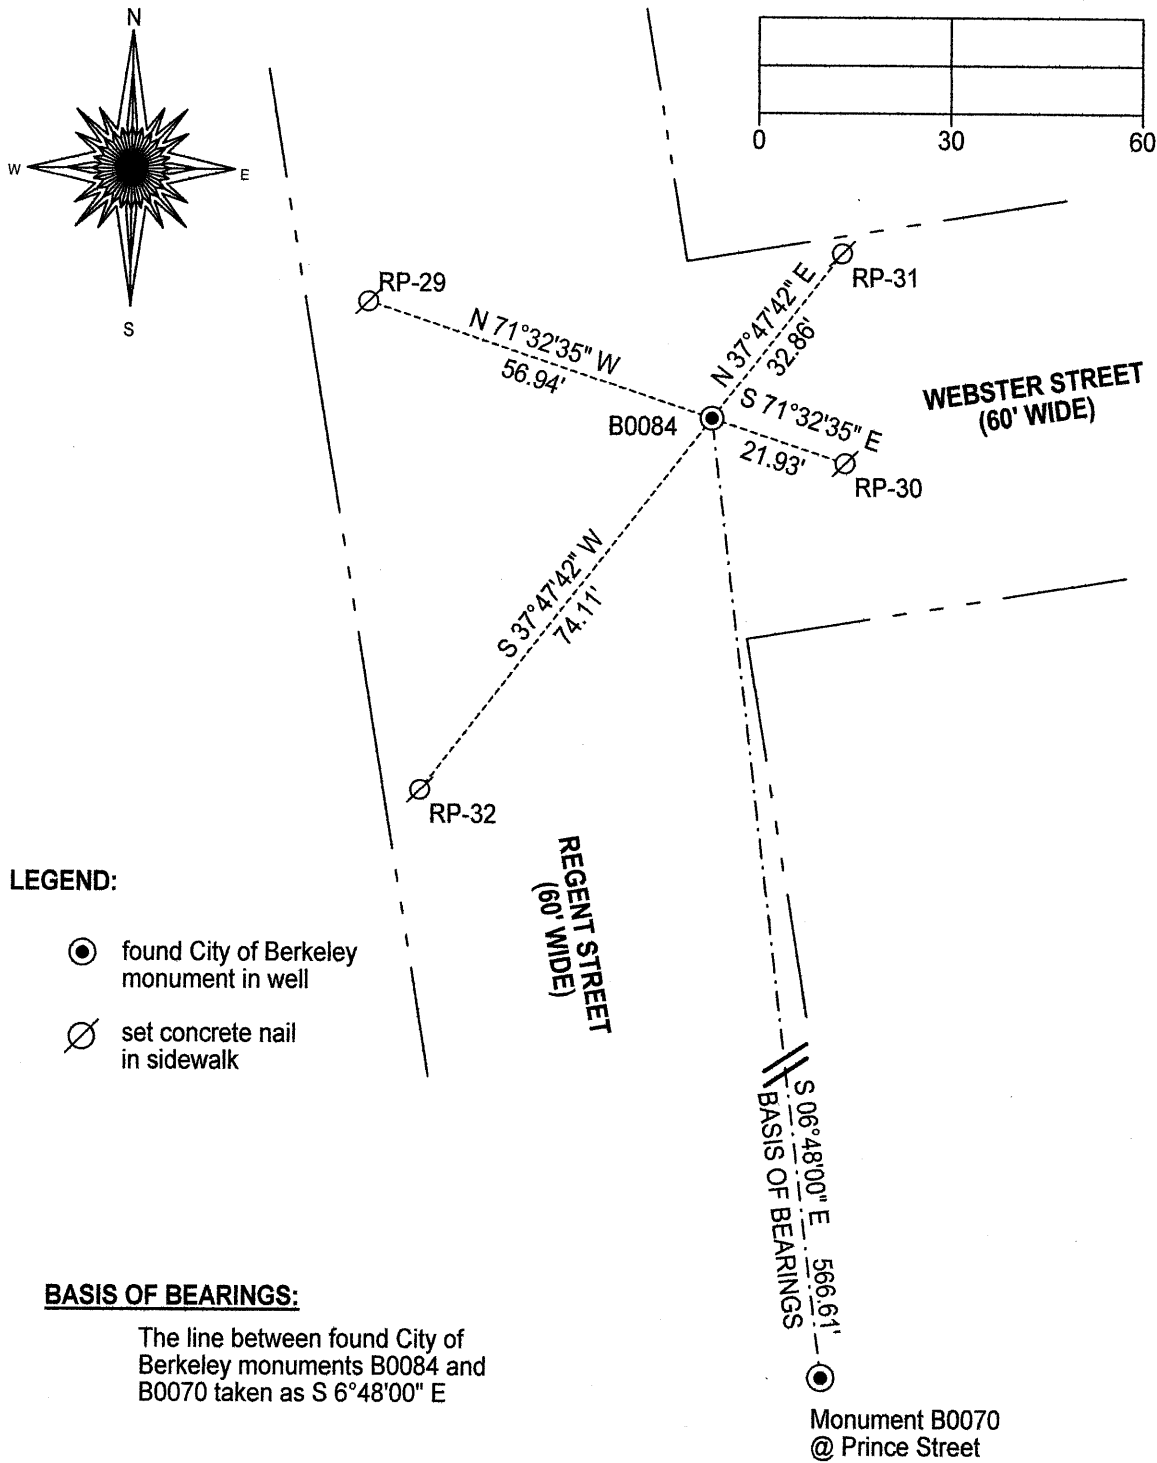 N
W
E
S
0 30 60
RP-29
RP-31
N 71°32'35" W
56.94'
N 37°47'42" E
32.86'
WEBSTER STREET
(60' WIDE)
B0084
S 71°32'35" E
21.93'
RP-30
S 37°47'42" W
74.11'
RP-32
REGENT STREET
(60' WIDE)
LEGEND:
found City of Berkeley
monument in well
set concrete nail
in sidewalk
S 06°48'00" E 566.61'
BASIS OF BEARINGS
BASIS OF BEARINGS:
The line between found City of
Berkeley monuments B0084 and
B0070 taken as S 6°48'00" E
Monument B0070
@ Prince Street